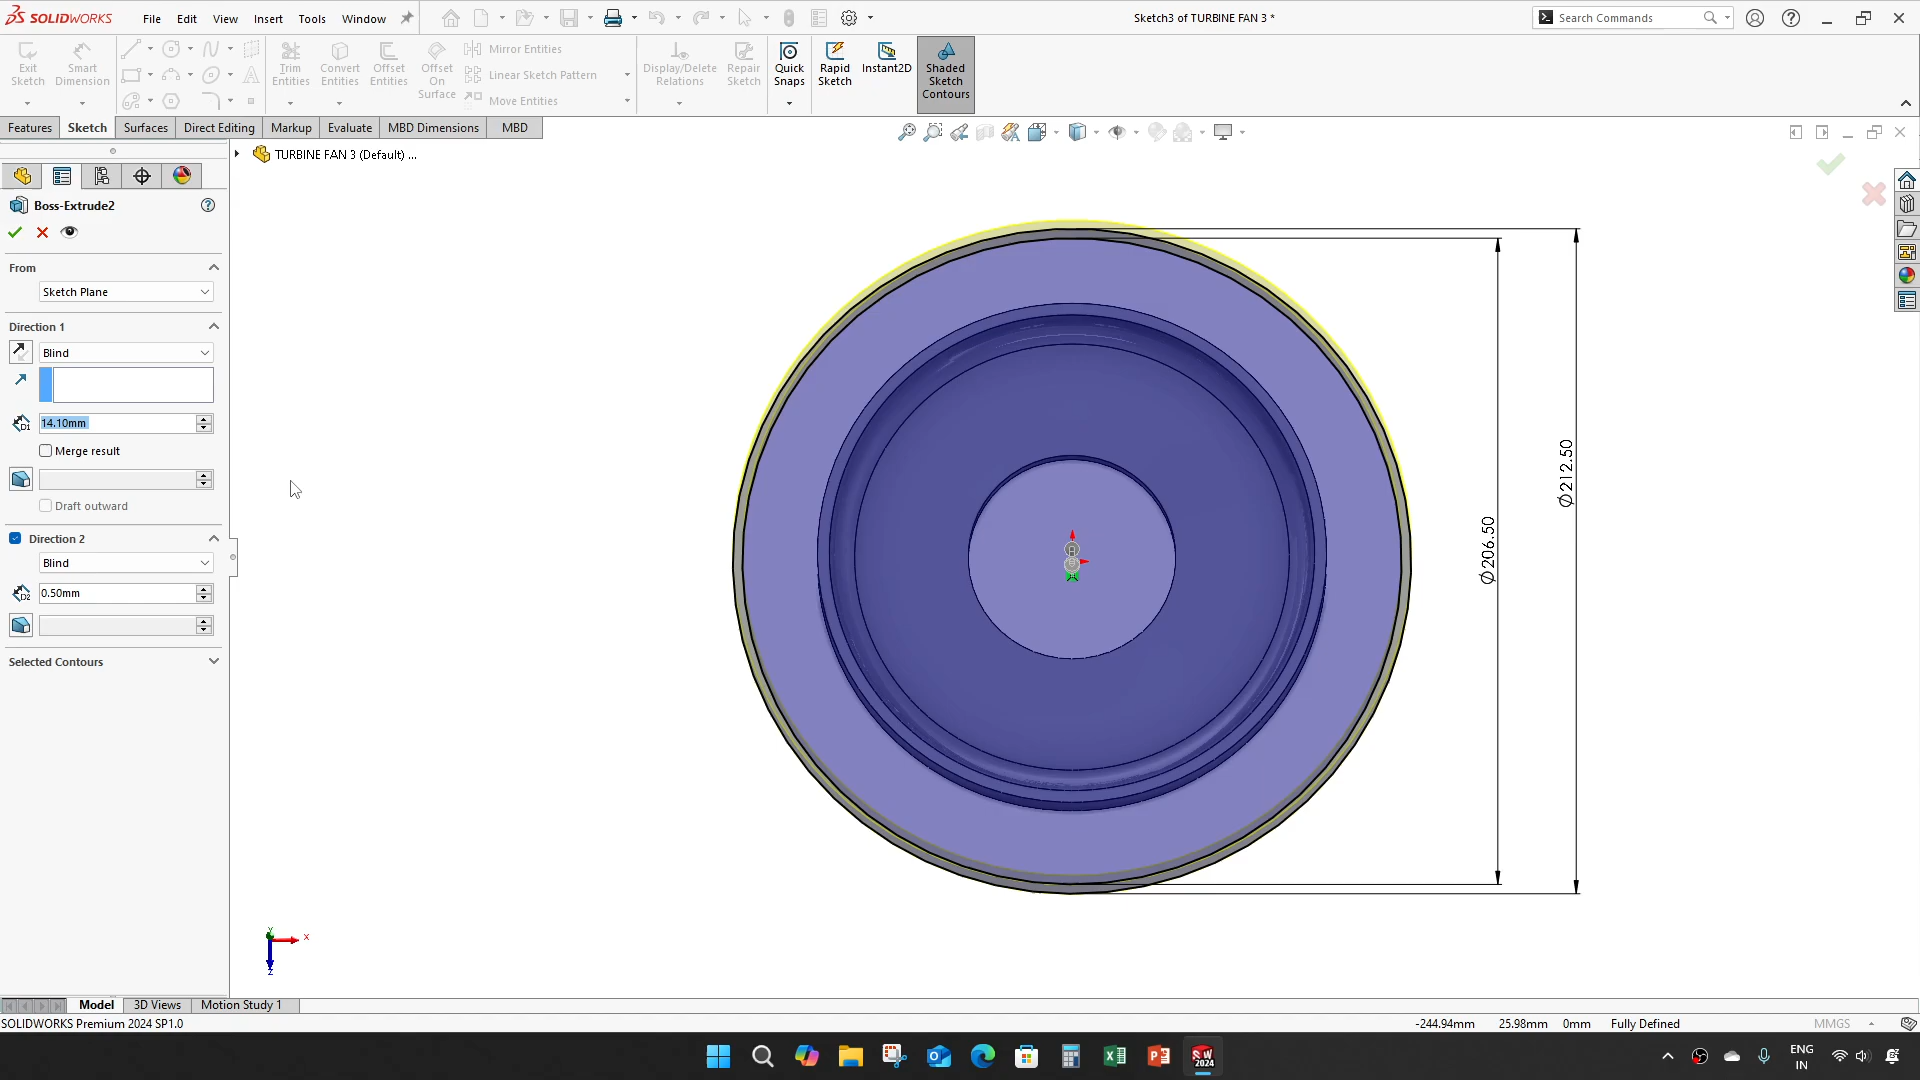 SOLIDWORKS
File Edit View Insert Tools Window
Sketch3 of TURBINE FAN 3 *
Search Commands
Exit Sketch
Smart Dimension
Trim Entities
Convert Entities
Offset Entities
Offset On Surface
Mirror Entities
Linear Sketch Pattern
Move Entities
Display/Delete Relations
Repair Sketch
Quick Snaps
Rapid Sketch
Instant2D
Shaded Sketch Contours
Features Sketch Surfaces Direct Editing Markup Evaluate MBD Dimensions MBD
TURBINE FAN 3 (Default) ...
Boss-Extrude2
From
Sketch Plane
Direction 1
Blind
D1
14.10mm
Merge result
Draft outward
Direction 2
Blind
D2
0.50mm
Selected Contours
Ø206.50
Ø212.50
Y
X
Z
Model 3D Views Motion Study 1
SOLIDWORKS Premium 2024 SP1.0
-244.94mm 25.98mm 0mm Fully Defined MMGS
SW 2024
ENG
IN